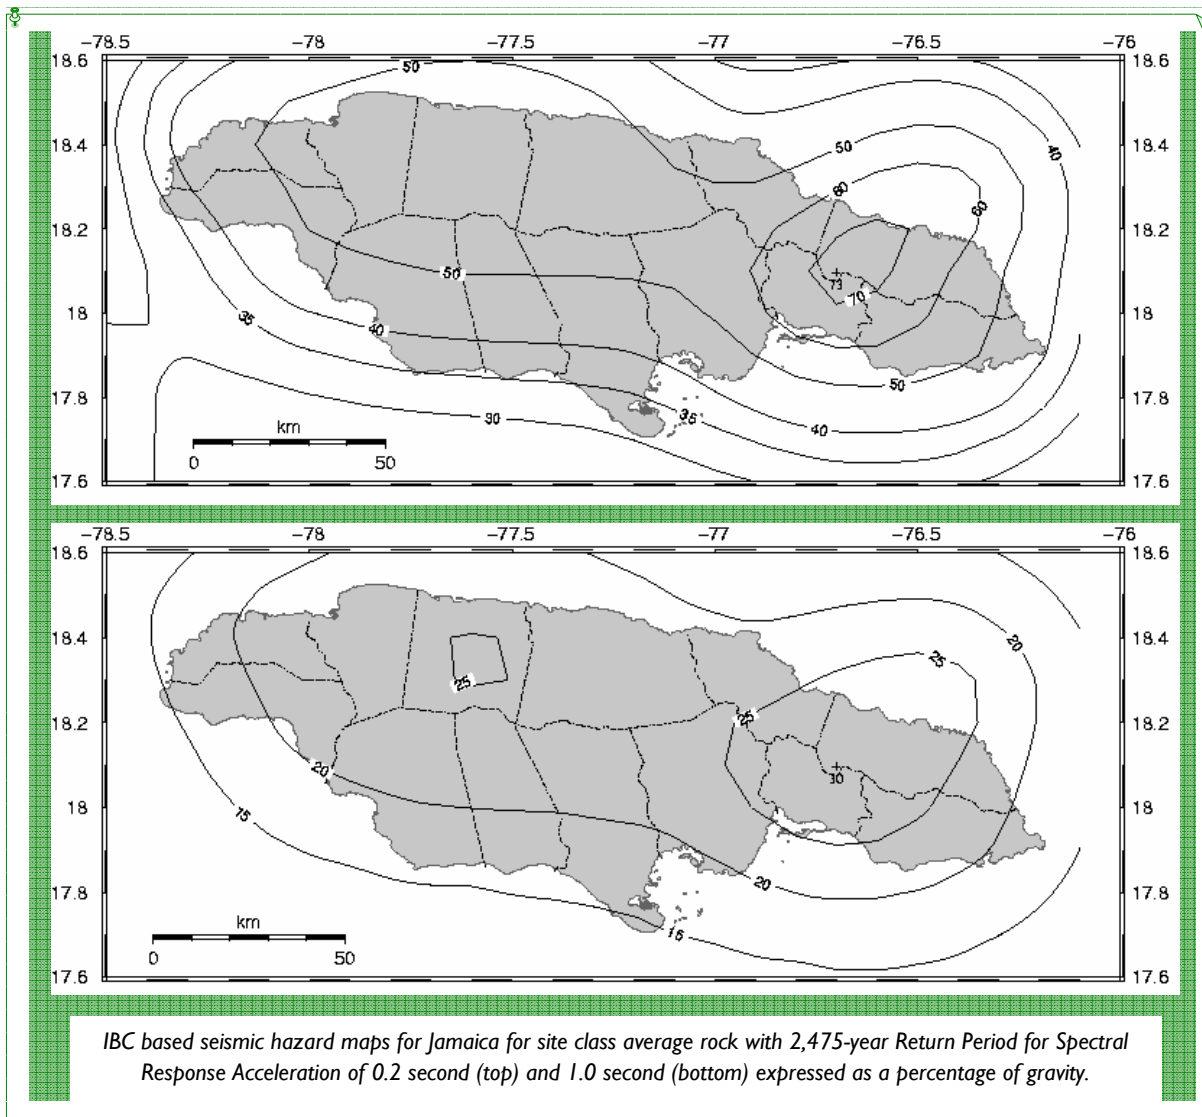 -78.5 -78 -77.5 -77 -76.5 -76
18.6 50 18.6
18.4 50 40 18.4
60 60
18.2 18.2
50 73 70
18 35 40 18
50
17.8 30 35 40 17.8
km
0 50
17.6 17.6
-78.5 -78 -77.5 -77 -76.5 -76
18.6 18.6
18.4 20 18.4
25 25
18.2 25 18.2
20 30
18 15 18
17.8 20 17.8
km 15
0 50
17.6 17.6
IBC based seismic hazard maps for Jamaica for site class average rock with 2,475-year Return Period for Spectral
Response Acceleration of 0.2 second (top) and 1.0 second (bottom) expressed as a percentage of gravity.